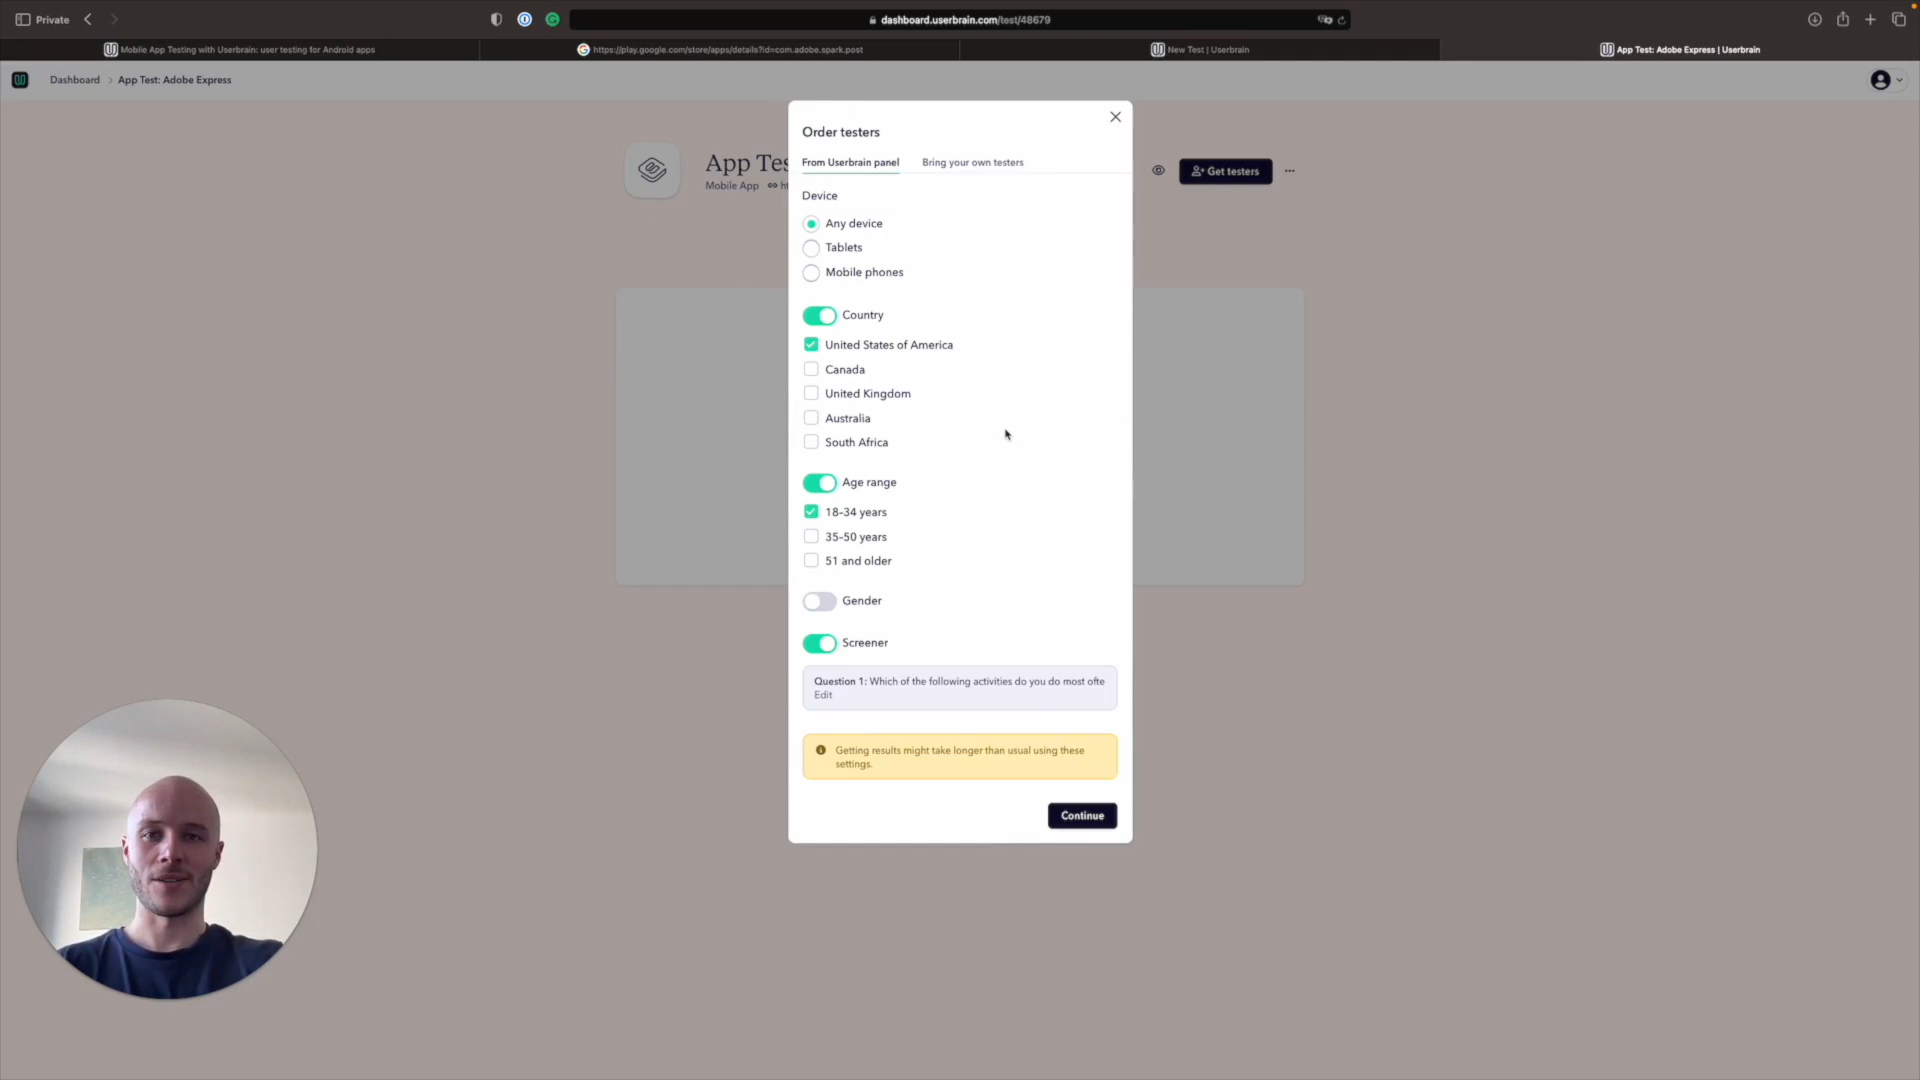 Private
dashboard.userbrain.com/test/48679
Mobile App Testing with Userbrain: user testing for Android apps
https://play.google.com/store/apps/details?id=com.adobe.spark.post
New Test | Userbrain
App Test: Adobe Express | Userbrain
Dashboard > App Test: Adobe Express
Order testers
From Userbrain panel
Bring your own testers
App Tes
Mobile App
ht
Get testers
Device
Any device
Tablets
Mobile phones
Country
United States of America
Canada
United Kingdom
Australia
South Africa
Age range
18-34 years
35-50 years
51 and older
Gender
Screener
Question 1: Which of the following activities do you do most ofte
Edit
Getting results might take longer than usual using these
settings.
Continue